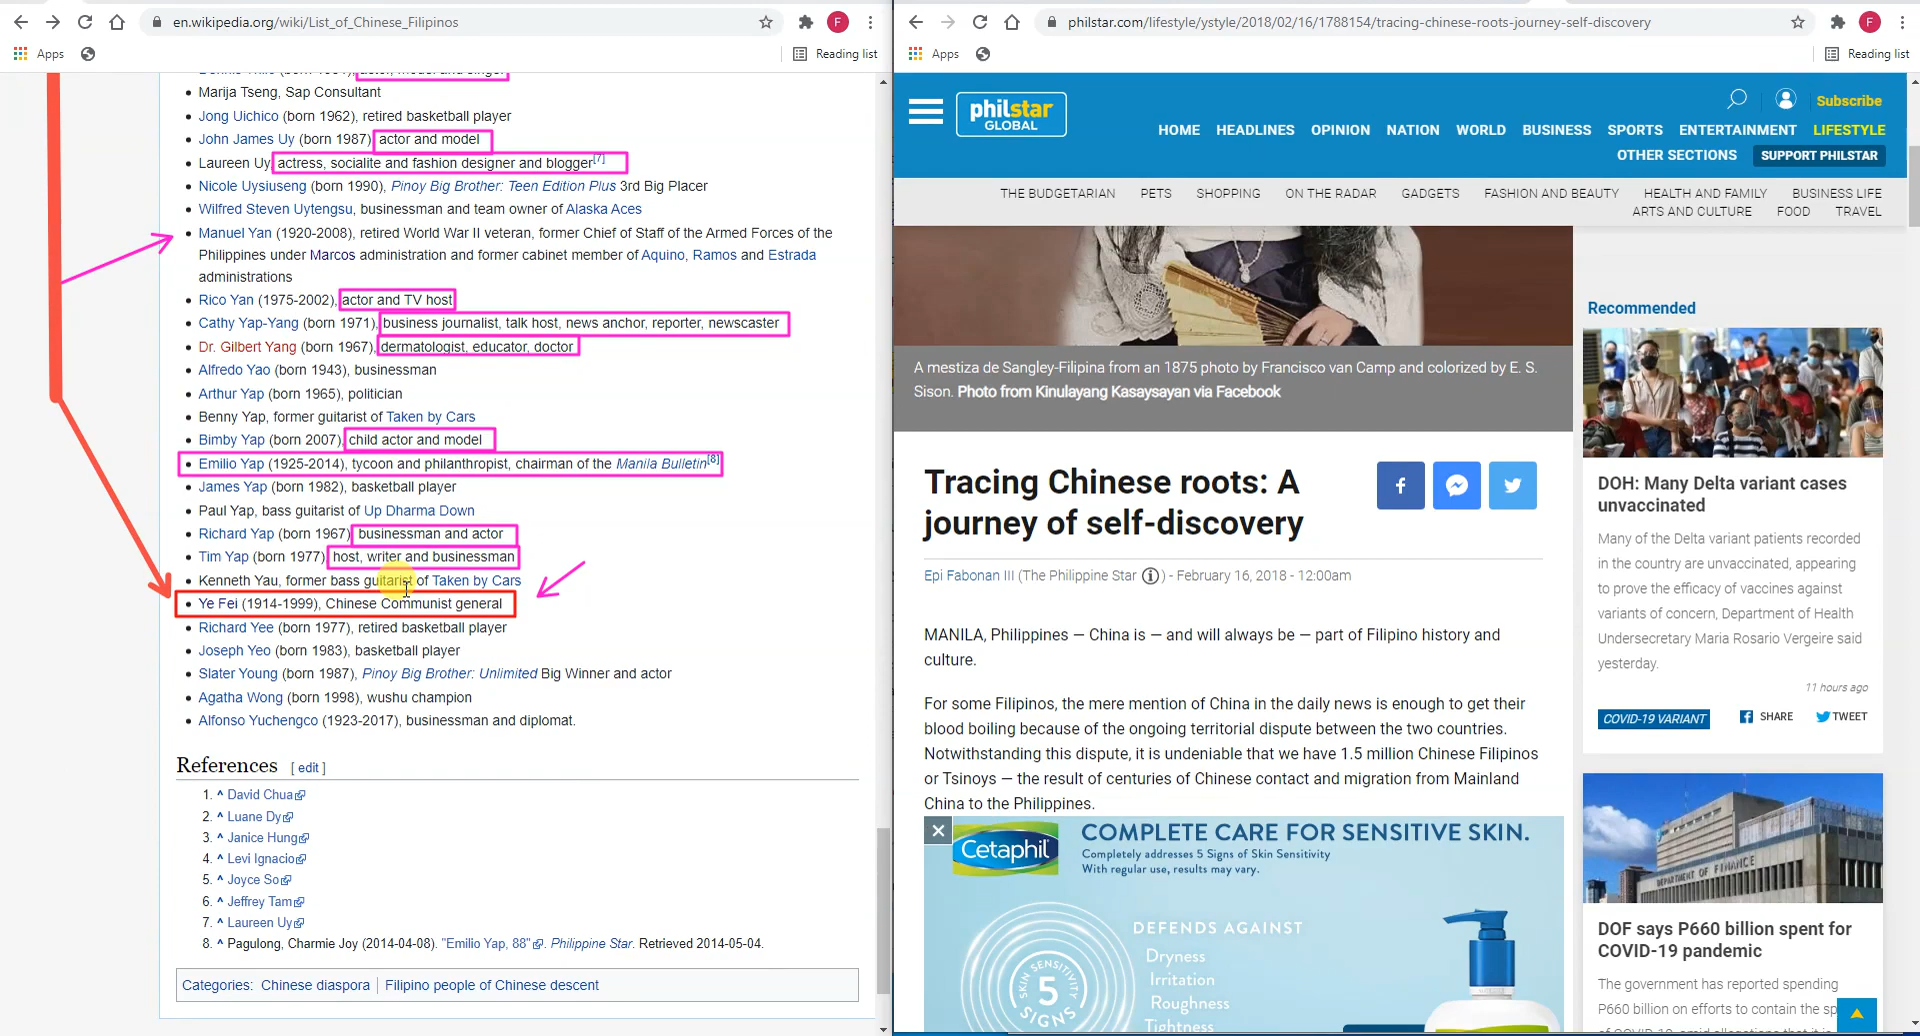 en.wikipedia.org/wiki/List_of_Chinese_Filipinos
F
Apps
Reading list
Marija Tseng, Sap Consultant
Jong Uichico (born 1962), retired basketball player
John James Uy (born 1987) actor and model
Laureen Uy, actress, socialite and fashion designer and blogger[7]
Nicole Uysiuseng (born 1990), Pinoy Big Brother: Teen Edition Plus 3rd Big Placer
Wilfred Steven Uytengsu, businessman and team owner of Alaska Aces
Manuel Yan (1920-2008), retired World War II veteran, former Chief of Staff of the Armed Forces of the
Philippines under Marcos administration and former cabinet member of Aquino, Ramos and Estrada
administrations
Rico Yan (1975-2002), actor and TV host
Cathy Yap-Yang (born 1971), business journalist, talk host, news anchor, reporter, newscaster
Dr. Gilbert Yang (born 1967), dermatologist, educator, doctor
Alfredo Yao (born 1943), businessman
Arthur Yap (born 1965), politician
Benny Yap, former guitarist of Taken by Cars
Bimby Yap (born 2007), child actor and model
Emilio Yap (1925-2014), tycoon and philanthropist, chairman of the Manila Bulletin[8]
James Yap (born 1982), basketball player
Paul Yap, bass guitarist of Up Dharma Down
Richard Yap (born 1967) businessman and actor
Tim Yap (born 1977) host, writer and businessman
Kenneth Yau, former bass guitarist of Taken by Cars
Ye Fei (1914-1999), Chinese Communist general
Richard Yee (born 1977), retired basketball player
Joseph Yeo (born 1983), basketball player
Slater Young (born 1987), Pinoy Big Brother: Unlimited Big Winner and actor
Agatha Wong (born 1998), wushu champion
Alfonso Yuchengco (1923-2017), businessman and diplomat.
References [ edit ]
1. ^ David Chua
2. ^ Luane Dy
3. ^ Janice Hung
4. ^ Levi Ignacio
5. ^ Joyce So
6. ^ Jeffrey Tam
7. ^ Laureen Uy
8. ^ Pagulong, Charmie Joy (2014-04-08). "Emilio Yap, 88". Philippine Star. Retrieved 2014-05-04.
Categories: Chinese diaspora | Filipino people of Chinese descent
philstar.com/lifestyle/ystyle/2018/02/16/1788154/tracing-chinese-roots-journey-self-discovery
F
Apps
Reading list
philstar
GLOBAL
Subscribe
HOME HEADLINES OPINION NATION WORLD BUSINESS SPORTS ENTERTAINMENT LIFESTYLE
OTHER SECTIONS SUPPORT PHILSTAR
THE BUDGETARIAN PETS SHOPPING ON THE RADAR GADGETS FASHION AND BEAUTY HEALTH AND FAMILY BUSINESS LIFE
ARTS AND CULTURE FOOD TRAVEL
A mestiza de Sangley-Filipina from an 1875 photo by Francisco van Camp and colorized by E. S.
Sison. Photo from Kinulayang Kasaysayan via Facebook
Tracing Chinese roots: A
journey of self-discovery
Epi Fabonan III (The Philippine Star ) - February 16, 2018 - 12:00am
MANILA, Philippines — China is — and will always be — part of Filipino history and
culture.
For some Filipinos, the mere mention of China in the daily news is enough to get their
blood boiling because of the ongoing territorial dispute between the two countries.
Notwithstanding this dispute, it is undeniable that we have 1.5 million Chinese Filipinos
or Tsinoys — the result of centuries of Chinese contact and migration from Mainland
China to the Philippines.
Cetaphil
COMPLETE CARE FOR SENSITIVE SKIN.
Completely addresses 5 Signs of Skin Sensitivity
With regular use, results may vary.
DEFENDS AGAINST
Dryness
Irritation
Roughness
Tightness
SKIN SENSITIVITY
5
SIGNS
Recommended
DOH: Many Delta variant cases
unvaccinated
Many of the Delta variant patients recorded
in the country are unvaccinated, appearing
to prove the efficacy of vaccines against
variants of concern, Department of Health
Undersecretary Maria Rosario Vergeire said
yesterday.
11 hours ago
COVID-19 VARIANT SHARE TWEET
DEPARTMENT OF FINANCE
DOF says P660 billion spent for
COVID-19 pandemic
The government has reported spending
P660 billion on efforts to contain the